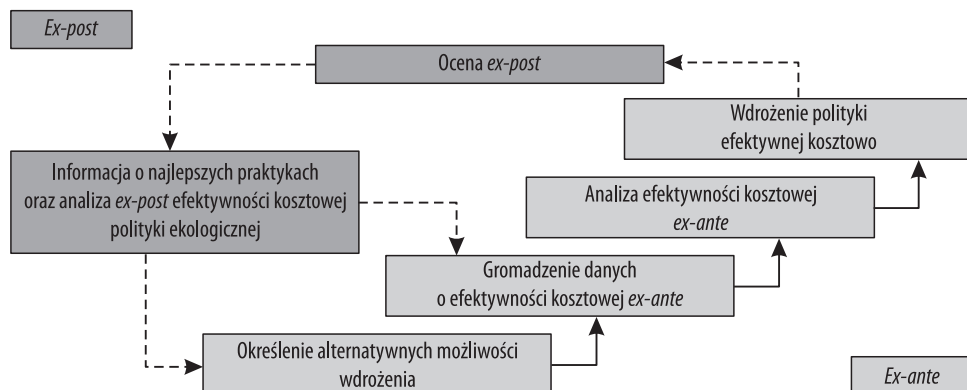 Ex-post
Ocena ex-post
Wdrożenie polityki
efektywnej kosztowo
Informacja o najlepszych praktykach
oraz analiza ex-post efektywności kosztowej
polityki ekologicznej
Analiza efektywności kosztowej
ex-ante
Gromadzenie danych
o efektywności kosztowej ex-ante
Określenie alternatywnych możliwości
wdrożenia
Ex-ante